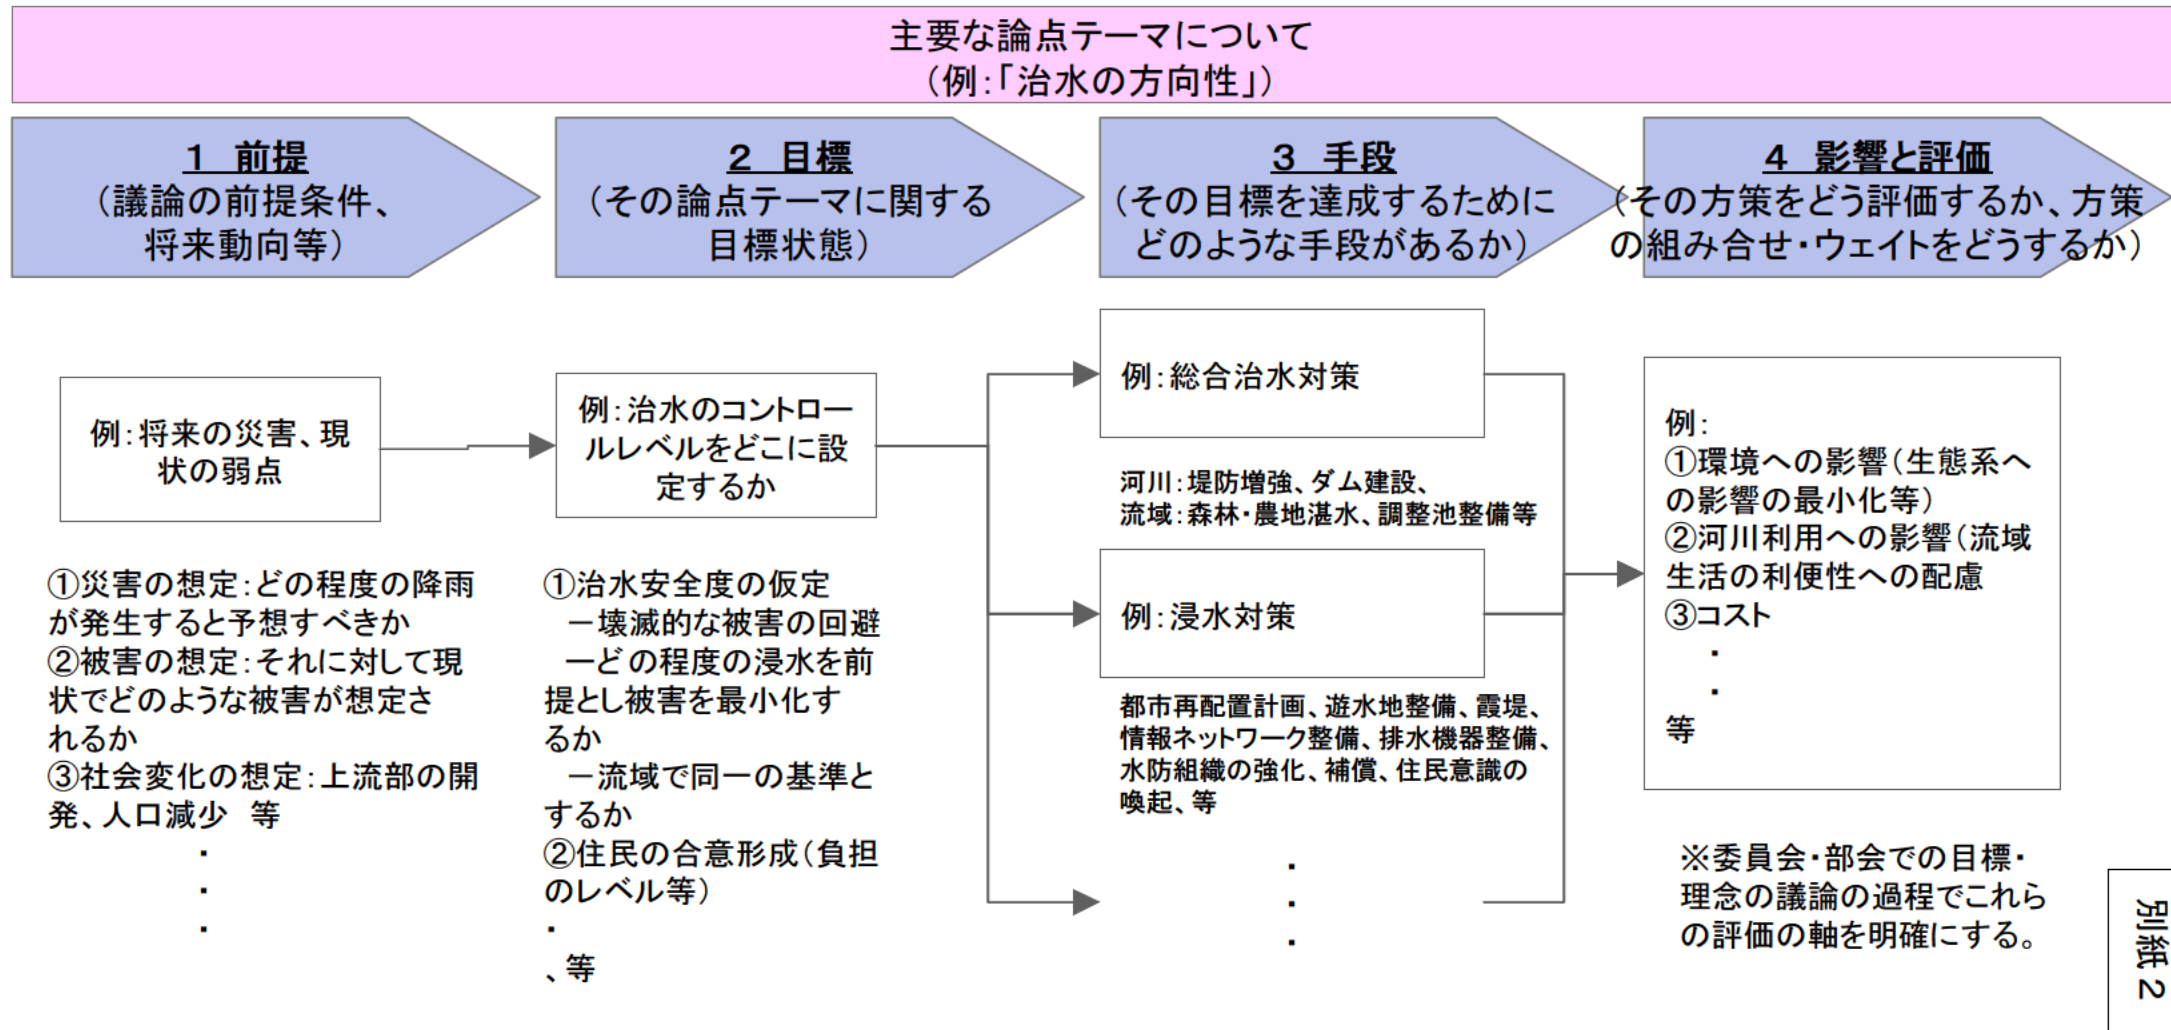 主要な論点テーマについて
（例：「治水の方向性」）
１　前提
（議論の前提条件、
将来動向等）
２　目標
（その論点テーマに関する
目標状態）
３　手段
（その目標を達成するために
どのような手段があるか）
４　影響と評価
（その方策をどう評価するか、方策
の組み合せ・ウェイトをどうするか）
例：将来の災害、現
状の弱点
①災害の想定：どの程度の降雨
が発生すると予想すべきか
②被害の想定：それに対して現
状でどのような被害が想定さ
れるか
③社会変化の想定：上流部の開
発、人口減少　等
・
・
・
例：治水のコントロー
ルレベルをどこに設
定するか
①治水安全度の仮定
－壊滅的な被害の回避
－どの程度の浸水を前
提とし被害を最小化す
るか
－流域で同一の基準と
するか
②住民の合意形成（負担
のレベル等）
・
、等
例：総合治水対策
河川：堤防増強、ダム建設、
流域：森林・農地湛水、調整池整備等
例：浸水対策
都市再配置計画、遊水地整備、霞堤、
情報ネットワーク整備、排水機器整備、
水防組織の強化、補償、住民意識の
喚起、等
・
・
・
例：
①環境への影響（生態系へ
の影響の最小化等）
②河川利用への影響（流域
生活の利便性への配慮
③コスト
・
・
等
※委員会・部会での目標・
理念の議論の過程でこれら
の評価の軸を明確にする。
別紙２